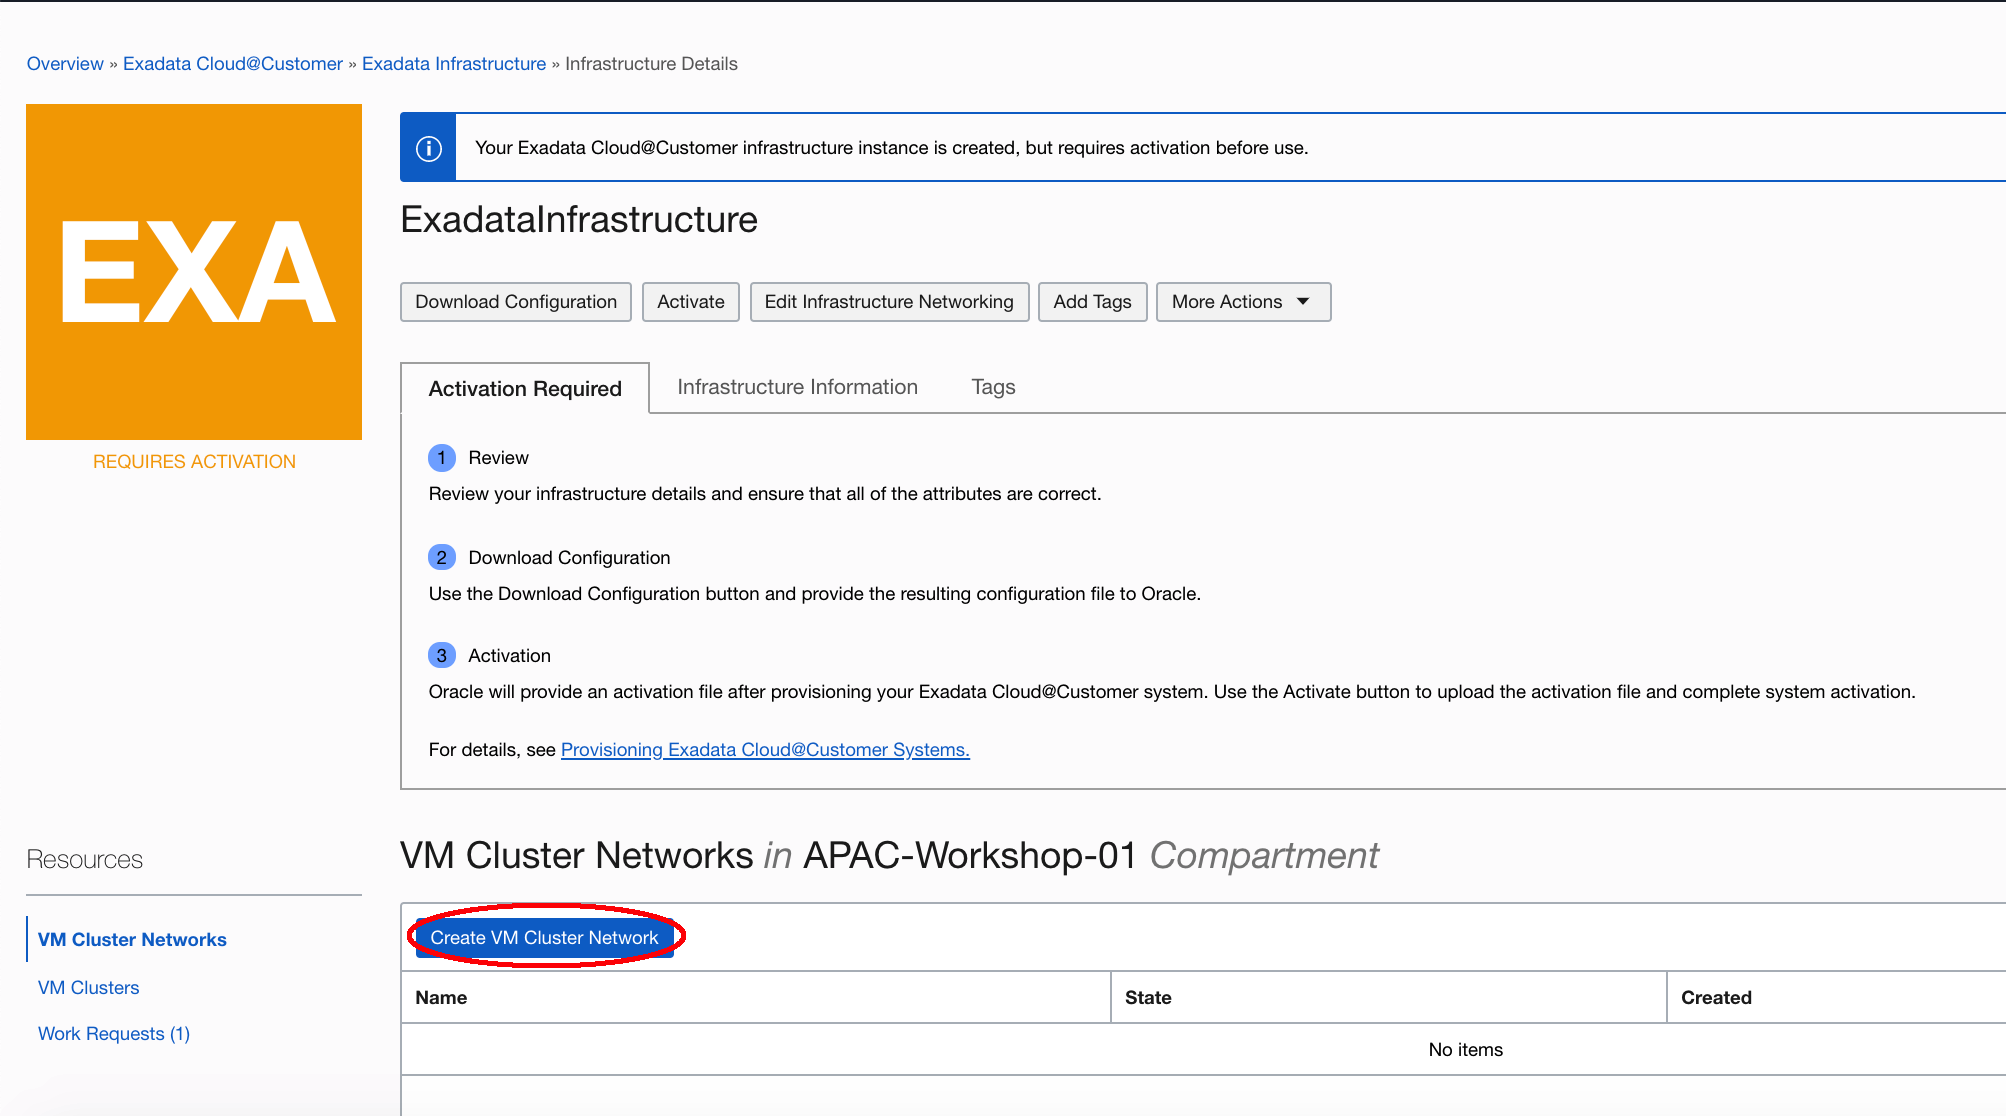 Overview » Exadata Cloud@Customer » Exadata Infrastructure » Infrastructure Details
EXA
REQUIRES ACTIVATION
Your Exadata Cloud@Customer infrastructure instance is created, but requires activation before use.
ExadataInfrastructure
Download Configuration Activate Edit Infrastructure Networking Add Tags More Actions
Activation Required Infrastructure Information Tags
1 Review
Review your infrastructure details and ensure that all of the attributes are correct.
2 Download Configuration
Use the Download Configuration button and provide the resulting configuration file to Oracle.
3 Activation
Oracle will provide an activation file after provisioning your Exadata Cloud@Customer system. Use the Activate button to upload the activation file and complete system activation.
For details, see Provisioning Exadata Cloud@Customer Systems.
Resources
VM Cluster Networks
VM Clusters
Work Requests (1)
VM Cluster Networks in APAC-Workshop-01 Compartment
Create VM Cluster Network
Name State Created
No items